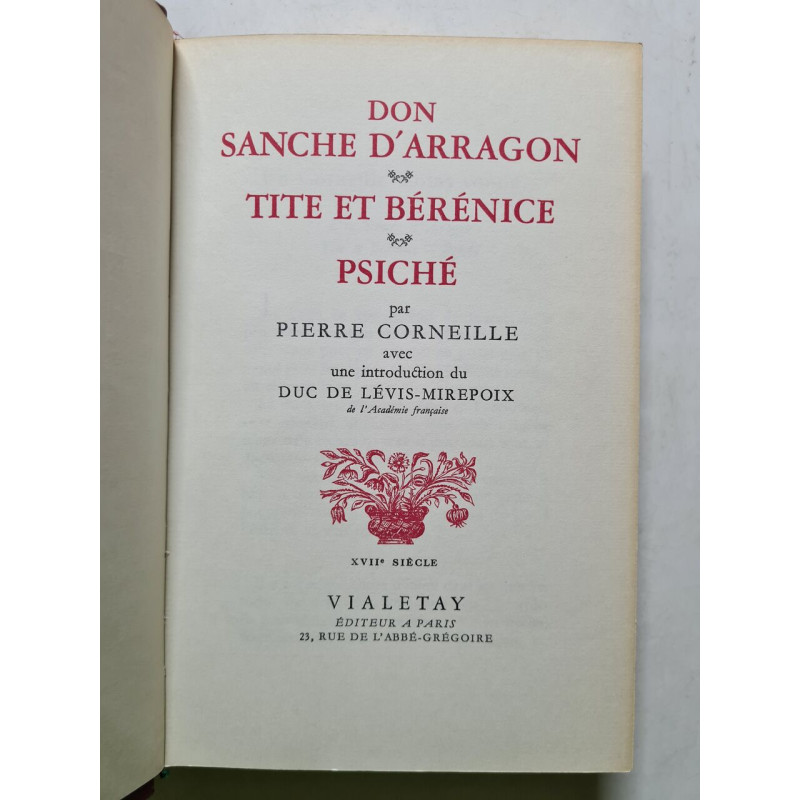 DON
SANCHE D'ARRAGON
TITE ET BÉRÉNICE
PSICHÉ
par
PIERRE CORNEILLE
avec
une introduction du
DUC DE LÉVIS-MIREPOIX
de l'Académie française
XVIIe SIÈCLE
VIALETAY
ÉDITEUR A PARIS
23, RUE DE L'ABBÉ-GRÉGOIRE